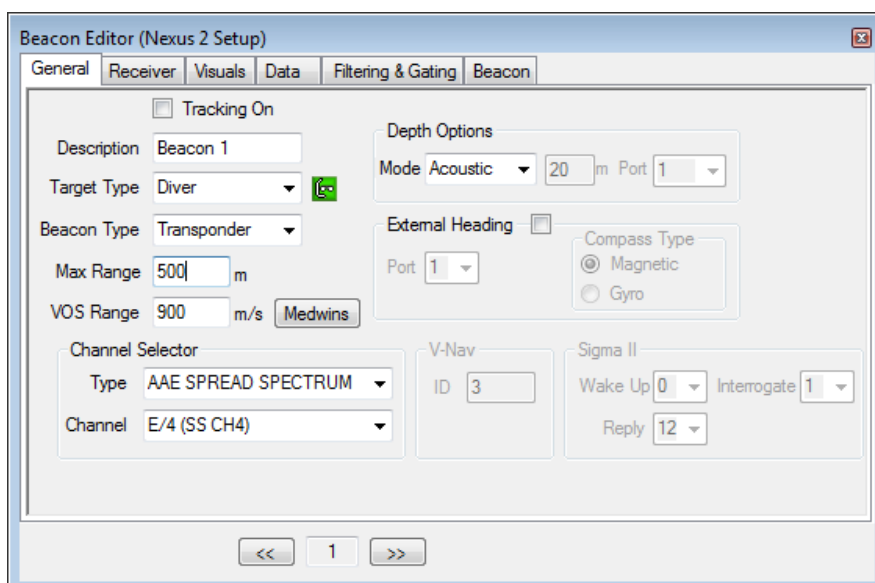 Beacon Editor (Nexus 2 Setup)
General Receiver Visuals Data Filtering & Gating Beacon
Tracking On
Description Beacon 1
Target Type Diver
Beacon Type Transponder
Max Range 500 m
VOS Range 900 m/s Medwins
Depth Options
Mode Acoustic 20 m Port 1
External Heading
Port 1
Compass Type
Magnetic
Gyro
Channel Selector
Type AAE SPREAD SPECTRUM
Channel E/4 (SS CH4)
V-Nav
ID 3
Sigma II
Wake Up 0 Interrogate 1
Reply 12
<< 1 >>